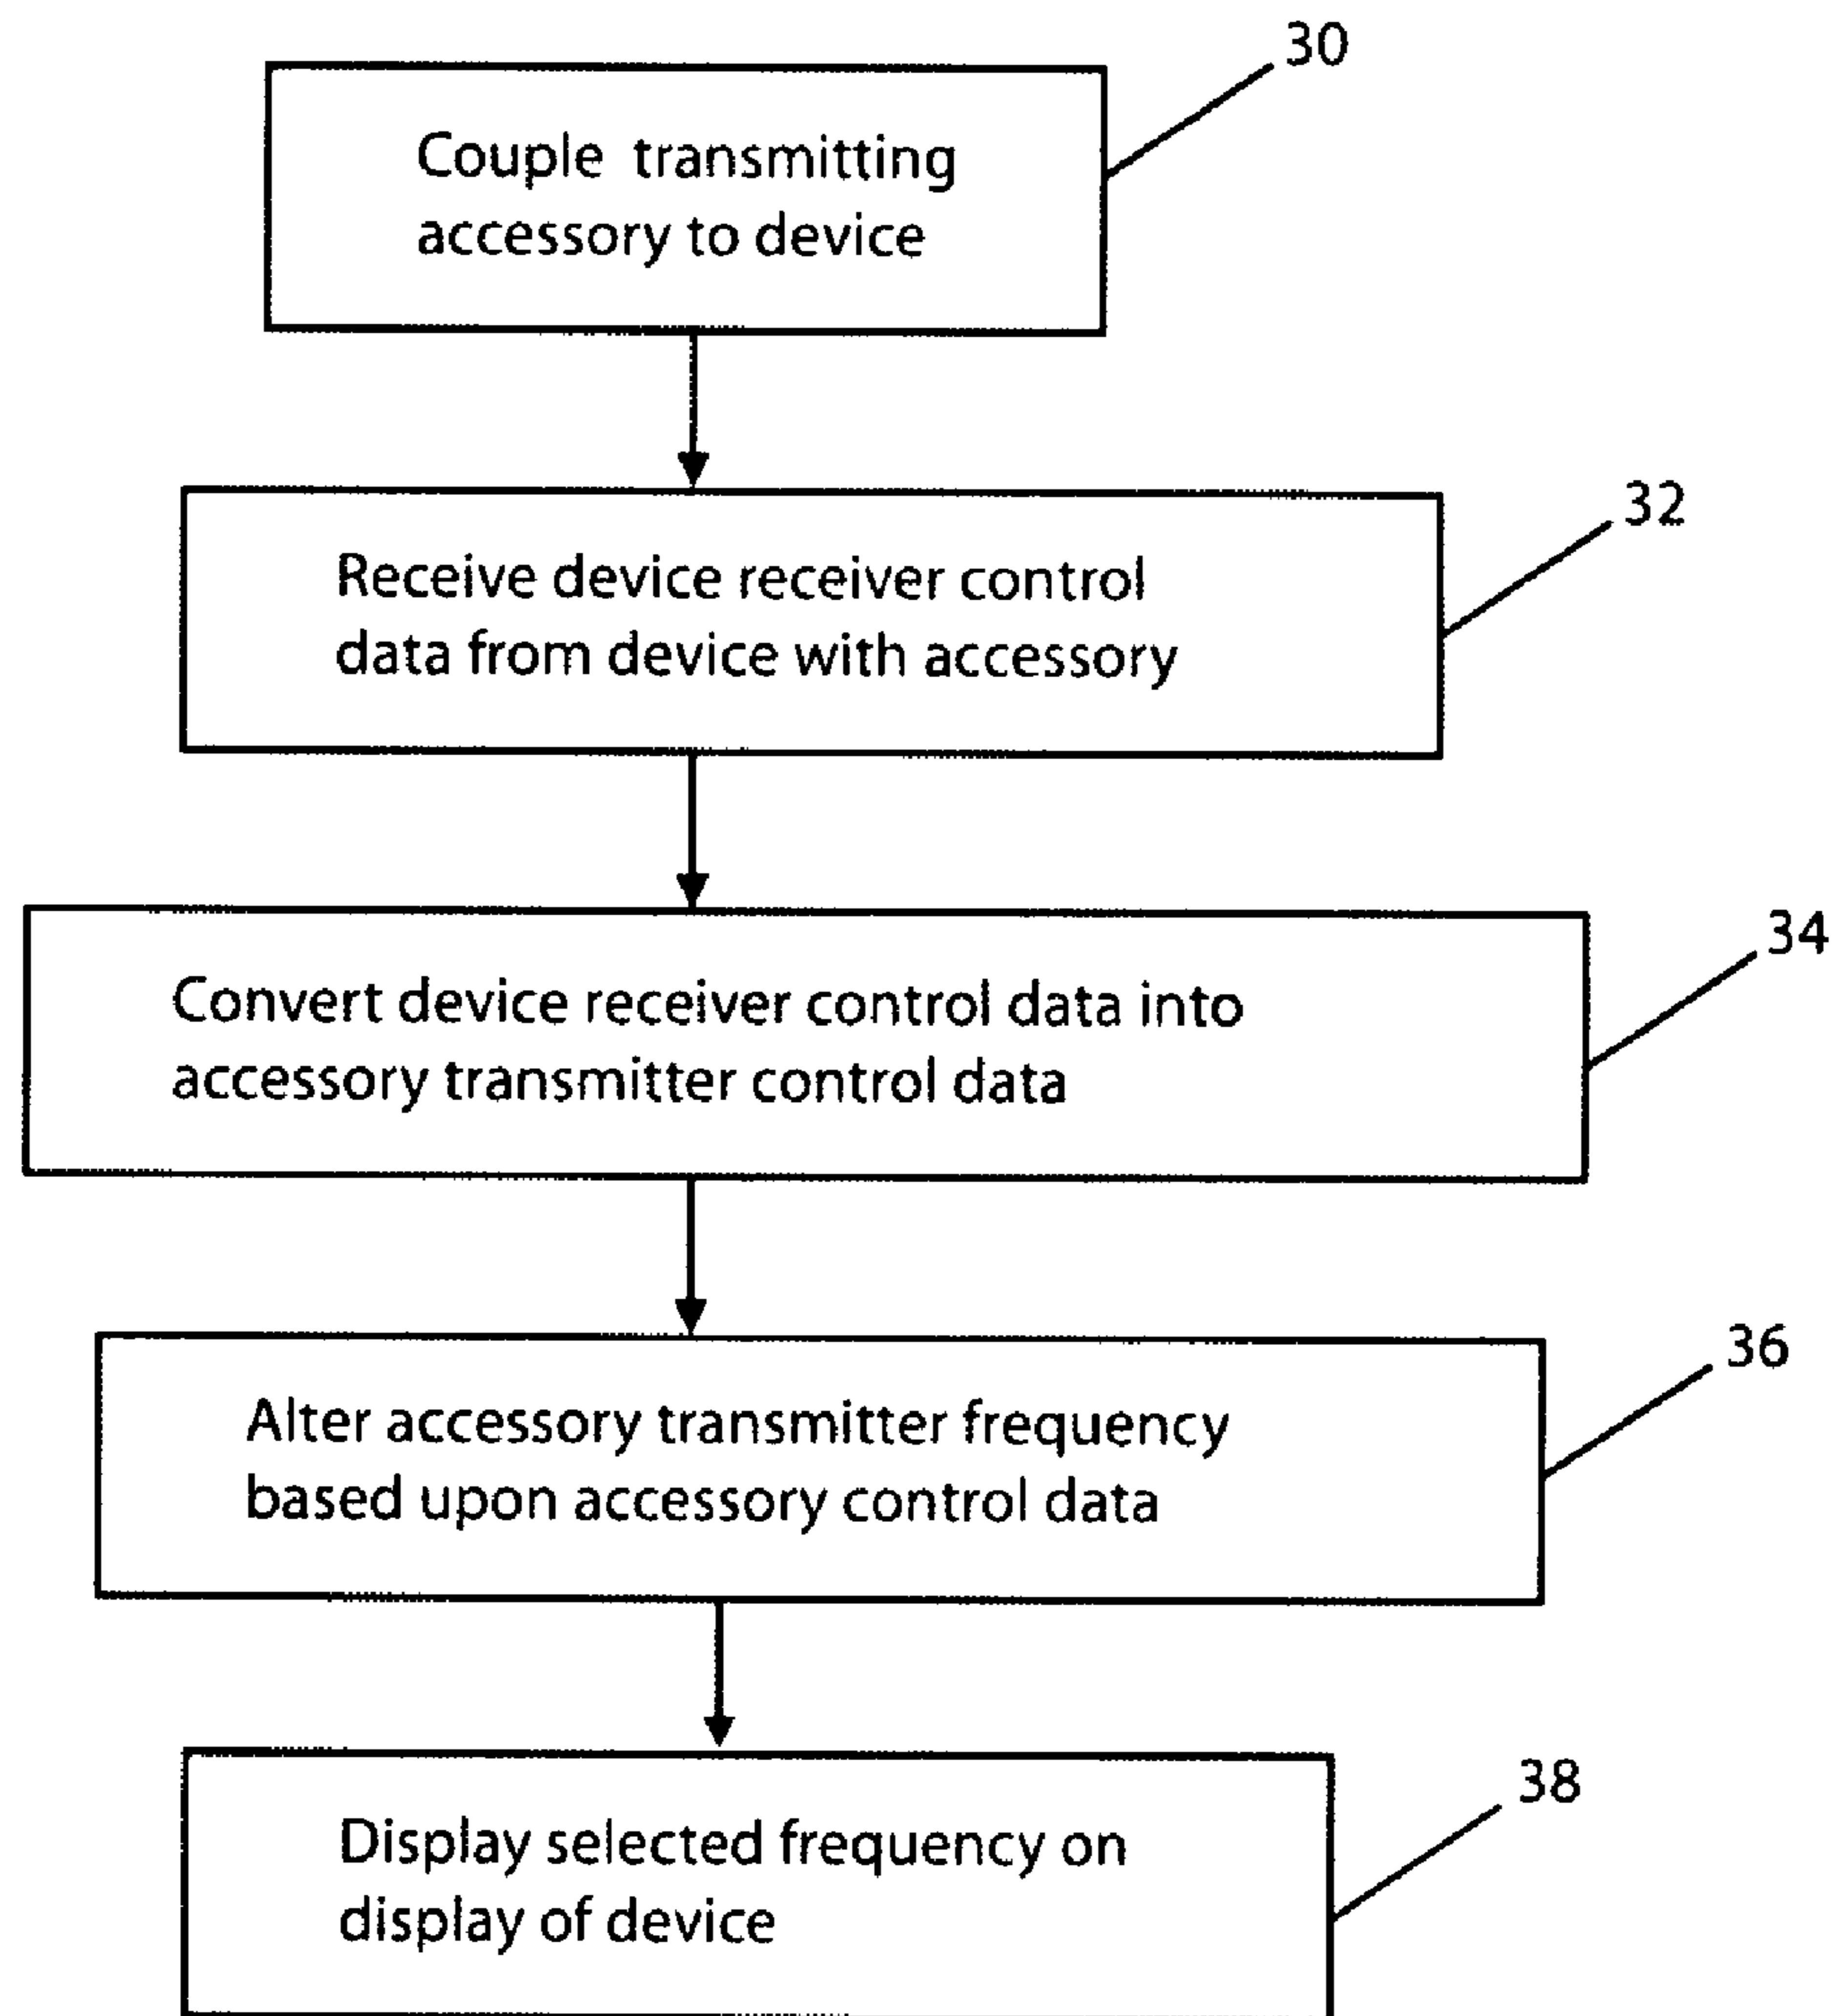 30
Couple transmitting
accessory to device
32
Receive device receiver control
data from device with accessory
34
Convert device receiver control data into
accessory transmitter control data
36
Alter accessory transmitter frequency
based upon accessory control data
38
Display selected frequency on
display of device